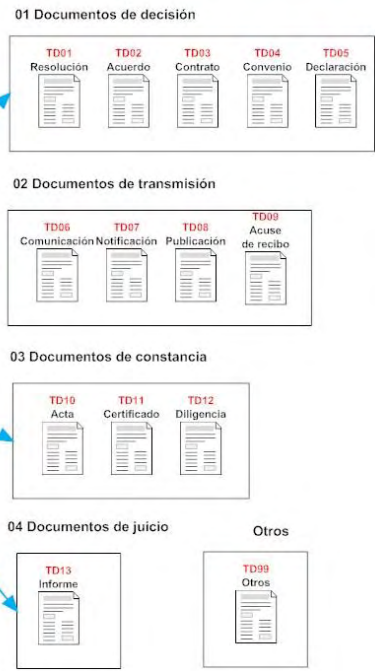 01 Documentos de decisión
TD01 TD02 TD03 TD04 TD05
Resolución Acuerdo Contrato Convenio Declaración
02 Documentos de transmisión
TD06 TD07 TD08 TD09
Comunicación Notificación Publicación Acuse
de recibo
03 Documentos de constancia
TD10 TD11 TD12
Acta Certificado Diligencia
04 Documentos de juicio
Otros
TD13 TD99
Informe Otros